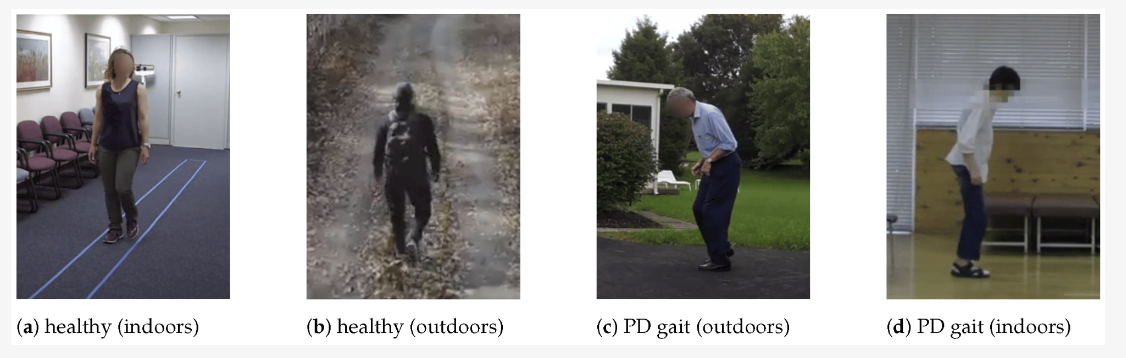 (a) healthy (indoors)
(b) healthy (outdoors)
(c) PD gait (outdoors)
(d) PD gait (indoors)